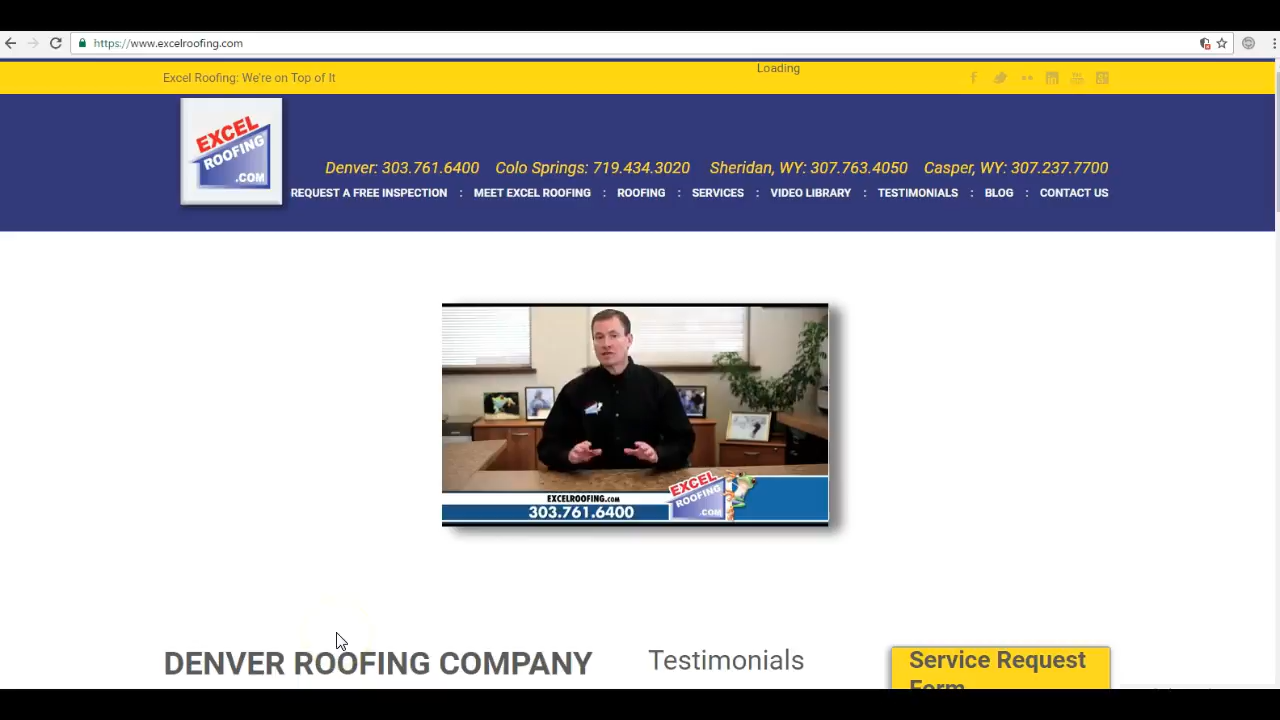 https://www.excelroofing.com
Excel Roofing: We're on Top of It
Loading
EXCEL
ROOFING
.COM
Denver: 303.761.6400 Colo Springs: 719.434.3020 Sheridan, WY: 307.763.4050 Casper, WY: 307.237.7700
REQUEST A FREE INSPECTION : MEET EXCEL ROOFING : ROOFING : SERVICES : VIDEO LIBRARY : TESTIMONIALS : BLOG : CONTACT US
EXCELROOFING.com
303.761.6400
EXCEL
ROOFING
.COM
DENVER ROOFING COMPANY
Testimonials
Service Request
Form